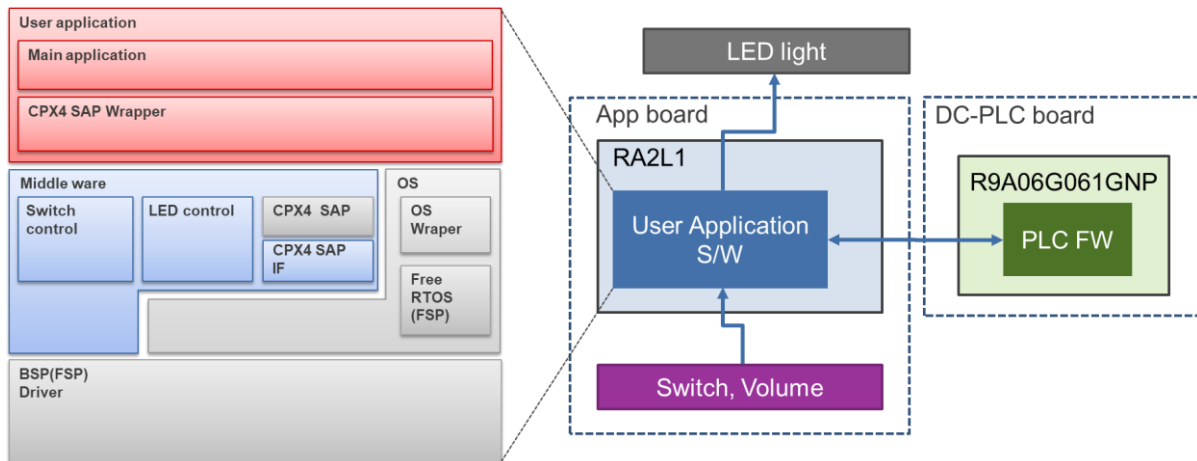 User application
Main application
CPX4 SAP Wrapper
Middle ware
Switch
control
LED control
CPX4 SAP
CPX4 SAP
IF
OS
OS
Wraper
Free
RTOS
(FSP)
BSP(FSP)
Driver
LED light
App board
RA2L1
User Application
S/W
Switch, Volume
DC-PLC board
R9A06G061GNP
PLC FW